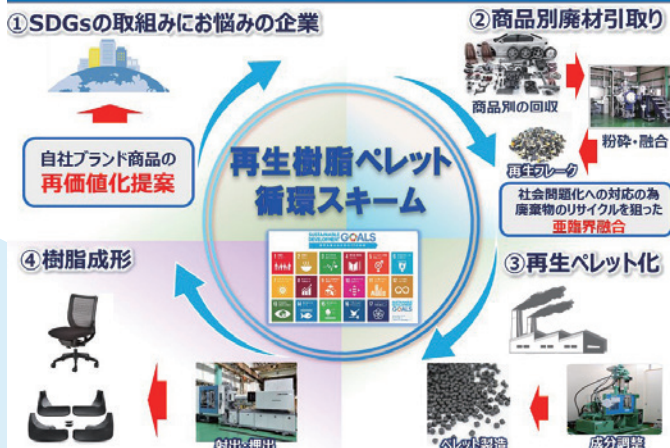 ①SDGsの取組みにお悩みの企業
自社ブランド商品の
再価値化提案
②商品別廃材引取り
商品別の回収
粉砕・融合
再生フレーク
社会問題化への対応の為
廃棄物のリサイクルを狙った
亜臨界融合
再生樹脂ペレット
循環スキーム
SUSTAINABLE DEVELOPMENT GOALS
③再生ペレット化
成分調整
ペレット製造
④樹脂成形
射出・押出